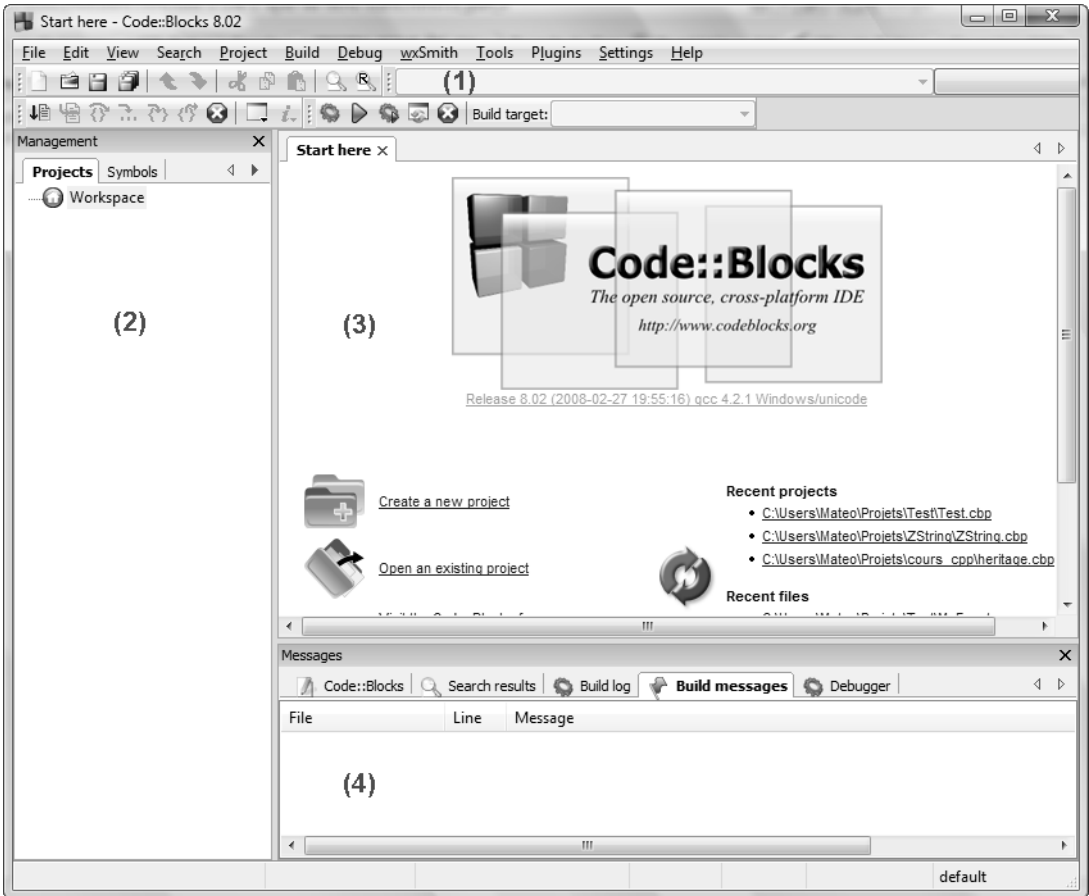 Start here - Code::Blocks 8.02
File Edit View Search Project Build Debug wxSmith Tools Plugins Settings Help
(1)
Build target:
Management
Projects Symbols
Workspace
(2)
Start here
Code::Blocks
The open source, cross-platform IDE
http://www.codeblocks.org
(3)
Release 8.02 (2008-02-27 19:55:16) gcc 4.2.1 Windows/unicode
Create a new project
Open an existing project
Recent projects
C:\Users\Mateo\Projets\Test\Test.cbp
C:\Users\Mateo\Projets\ZString\ZString.cbp
C:\Users\Mateo\Projets\cours_cpp\heritage.cbp
Recent files
Messages
Code::Blocks Search results Build log Build messages Debugger
File Line Message
(4)
default